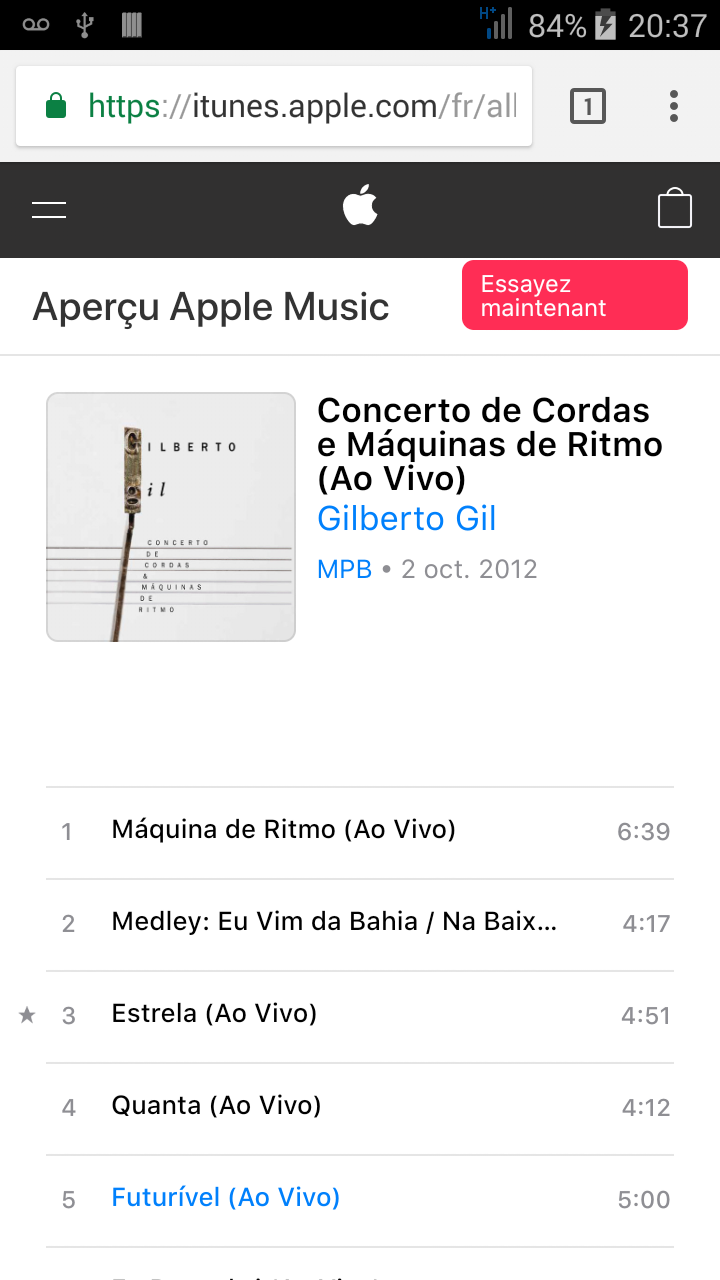 84% 20:37
https://itunes.apple.com/fr/all
1
Aperçu Apple Music
Essayez
maintenant
GILBERTO
Gil
CONCERTO
DE
CORDAS
&
MÁQUINAS
DE
RITMO
Concerto de Cordas
e Máquinas de Ritmo
(Ao Vivo)
Gilberto Gil
MPB • 2 oct. 2012
1 Máquina de Ritmo (Ao Vivo) 6:39
2 Medley: Eu Vim da Bahia / Na Baix... 4:17
★ 3 Estrela (Ao Vivo) 4:51
4 Quanta (Ao Vivo) 4:12
5 Futurível (Ao Vivo) 5:00